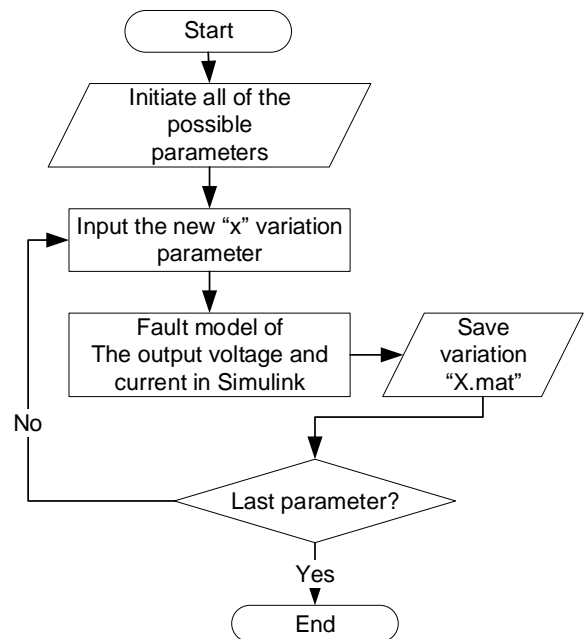 Start
Initiate all of the
possible
parameters
Input the new “x” variation
parameter
Fault model of
The output voltage and
current in Simulink
Save
variation
“X.mat”
No
Last parameter?
Yes
End